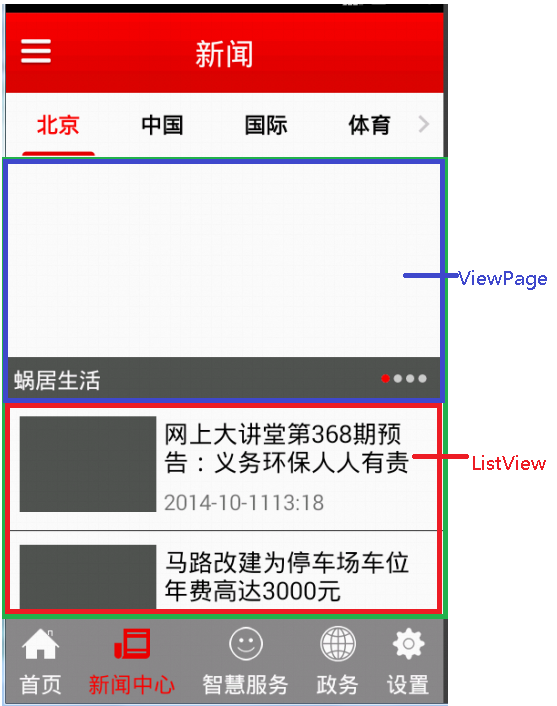 新闻
北京 中国 国际 体育
ViewPage
蜗居生活
网上大讲堂第368期预
告：义务环保人人有责
ListView
2014-10-1113:18
马路改建为停车场车位
年费高达3000元
首页 新闻中心 智慧服务 政务 设置